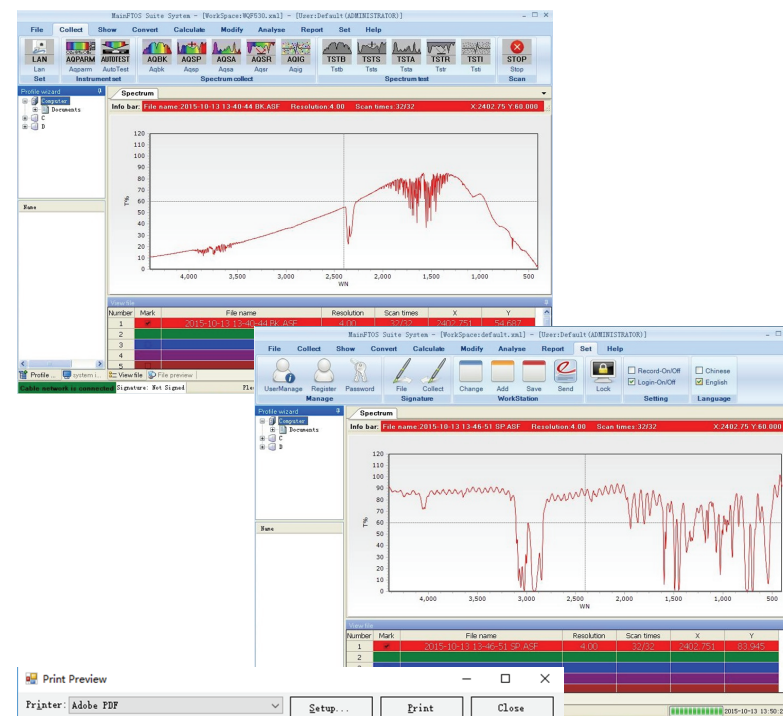 MainFTOS Suite System - [WorkSpace:WQF530.xml] - [User:Default(ADMINISTRATOR)]
File Collect Show Convert Calculate Modify Analyse Report Set Help
LAN AQPARM AUTOTEST AQBK AQSP AQSA AQSR AQIG TSTB TSTS TSTA TSTR TSTI STOP
Lan Aqparm AutoTest Aqbk Aqsp Aqsa Aqsr Aqig Tstb Tsts Tsta Tstr Tsti Stop
Set Instrument set Spectrum collect Spectrum test Scan
Profile wizard
Spectrum
Computer
Documents
C
D
Info bar: File name:2015-10-13 13-40-44 BK.ASF Resolution:4.00 Scan times:32/32 X:2402.75 Y:60.000
120
110
100
90
80
70
60
50
40
30
20
10
0
T%
4,000 3,500 3,000 2,500 2,000 1,500 1,000 500
WN
Name
View file
Number Mark File name Resolution Scan times X Y
1 2015-10-13 13-40-44 BK.ASF 4.00 32/32 2402.751 54.687
2
3
4
5
Profile ... system i... View file File preview
Cable network is connected Signature: Not Signed Ple
MainFTOS Suite System - [WorkSpace:default.xml] - [User:Default(ADMINISTRATOR)]
File Collect Show Convert Calculate Modify Analyse Report Set Help
UserManage Register Password File Collect Change Add Save Send Lock
Record-On/Off
Login-On/Off
Chinese
English
Manage Signature WorkStation Setting Language
Profile wizard
Spectrum
Computer
Documents
C
D
Info bar: File name:2015-10-13 13-46-51 SP.ASF Resolution:4.00 Scan times:32/32 X:2402.75 Y:60.000
120
110
100
90
80
70
60
50
40
30
20
10
0
T%
4,000 3,500 3,000 2,500 2,000 1,500 1,000 500
WN
Name
View file
Number Mark File name Resolution Scan times X Y
1 2015-10-13 13-46-51 SP.ASF 4.00 32/32 2402.751 83.945
2
2015-10-13 13:50:2
Print Preview
Printer: Adobe PDF Setup... Print Close